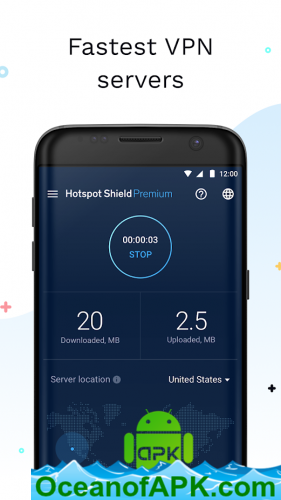 Fastest VPN
servers
12:00
Hotspot Shield Premium
00:00:03
STOP
20 2.5
Downloaded, MB Uploaded, MB
Server location United States
APK
OceanofAPK.com